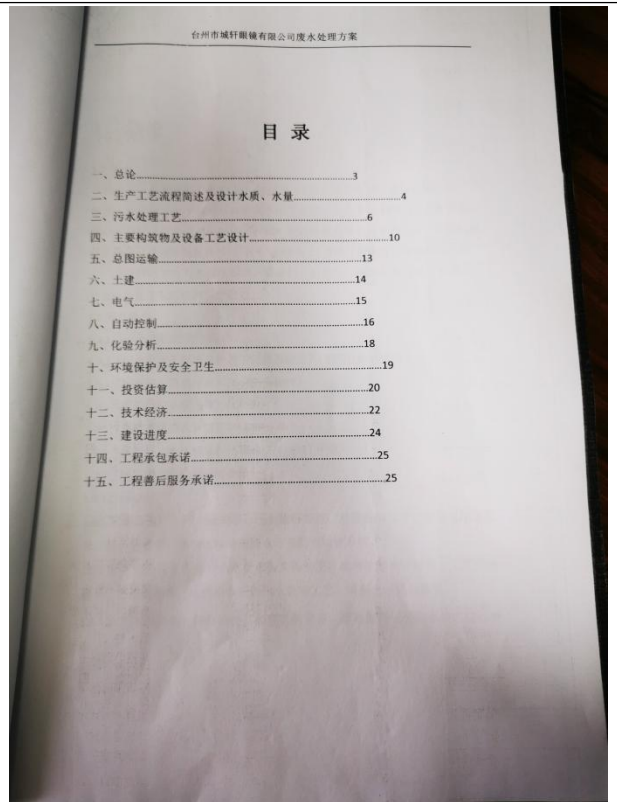 台州市城轩眼镜有限公司废水处理方案
目 录
一、总论....................3
二、生产工艺流程简述及设计水质、水量....................4
三、污水处理工艺....................6
四、主要构筑物及设备工艺设计....................10
五、总图运输....................13
六、土建....................14
七、电气....................15
八、自动控制....................16
九、化验分析....................18
十、环境保护及安全卫生....................19
十一、投资估算....................20
十二、技术经济....................22
十三、建设进度....................24
十四、工程承包承诺....................25
十五、工程善后服务承诺....................25